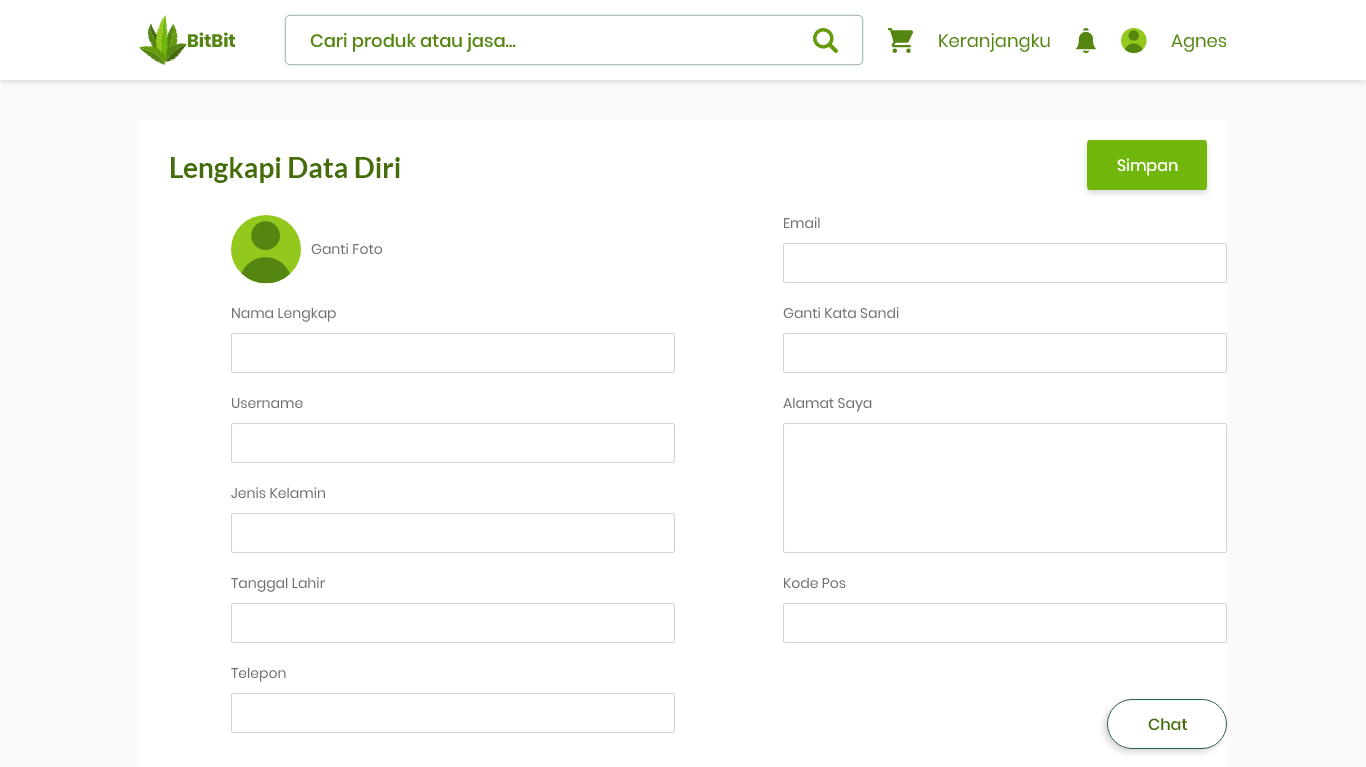 BitBit
Cari produk atau jasa...
Keranjangku
Agnes
Lengkapi Data Diri
Simpan
Ganti Foto
Nama Lengkap
Username
Jenis Kelamin
Tanggal Lahir
Telepon
Email
Ganti Kata Sandi
Alamat Saya
Kode Pos
Chat